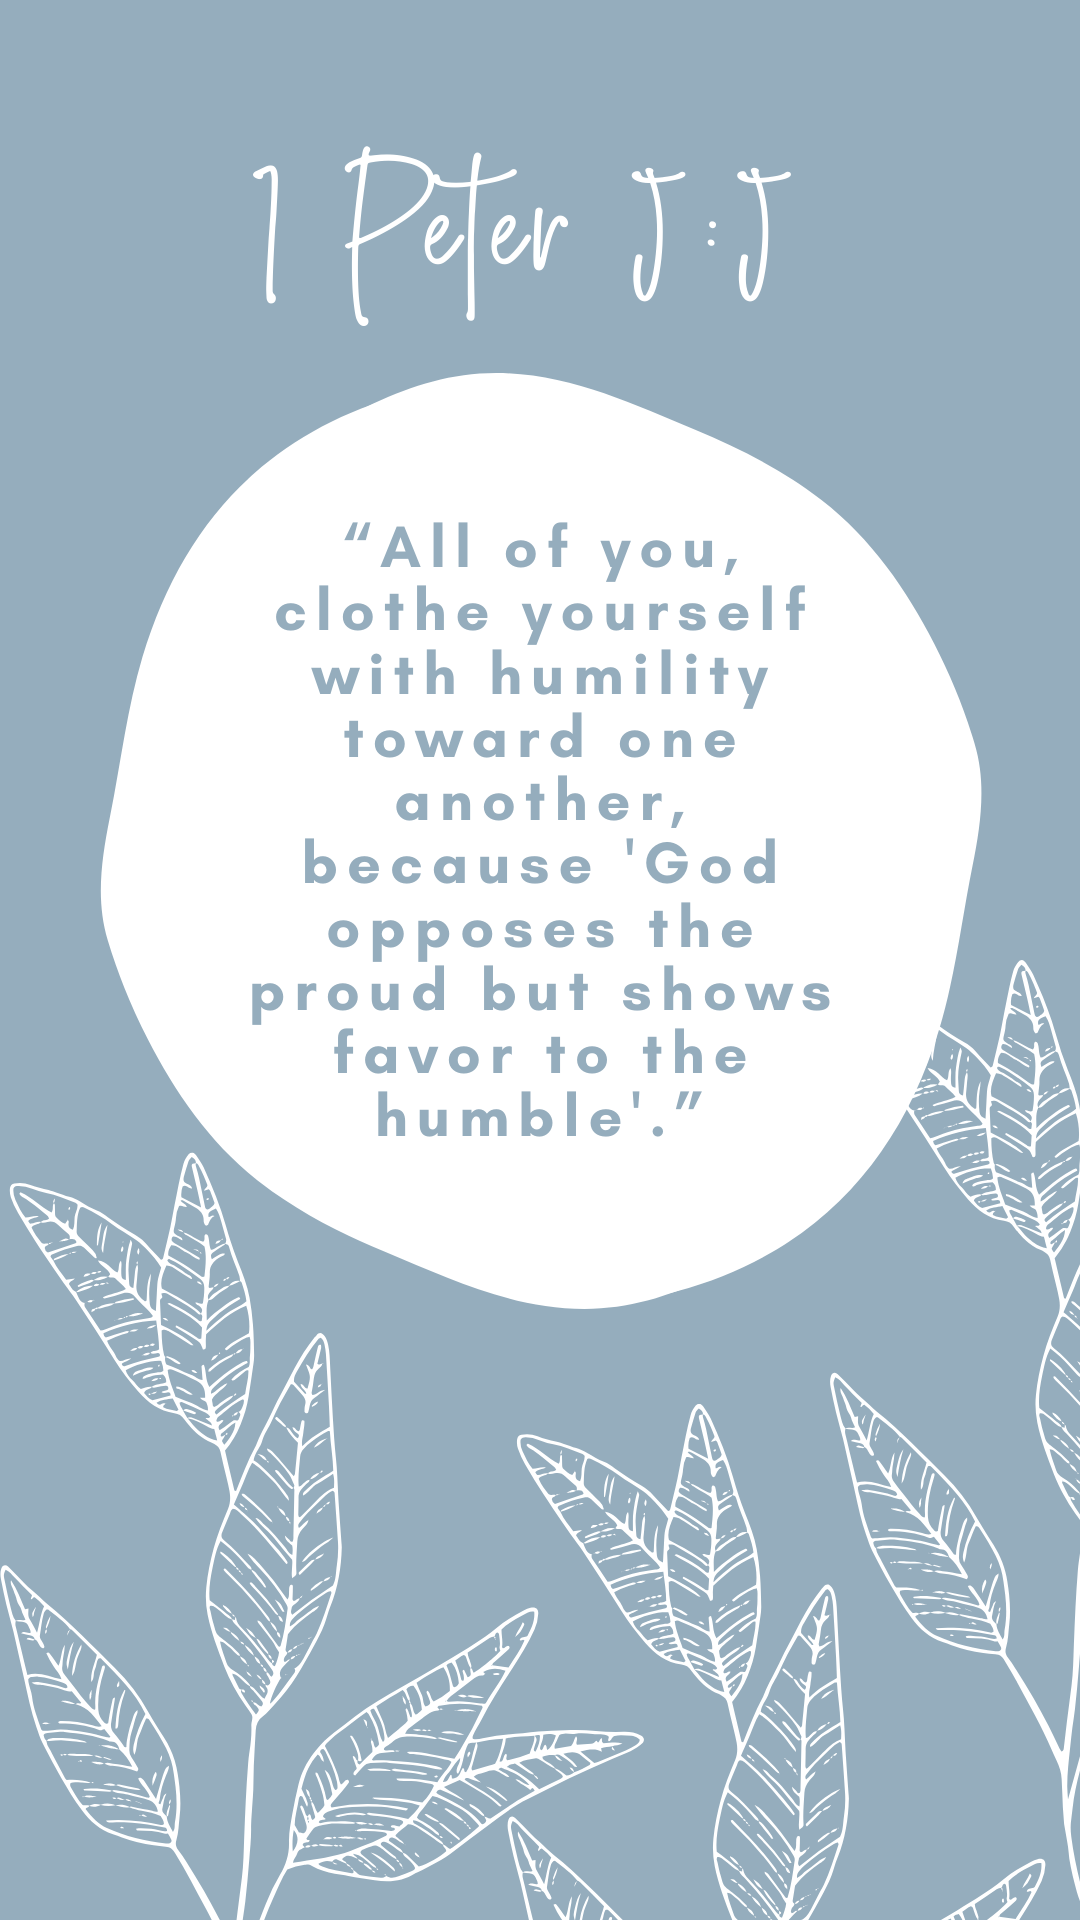 1 Peter 5:5
“All of you,
clothe yourself
with humility
toward one
another,
because 'God
opposes the
proud but shows
favor to the
humble'.”